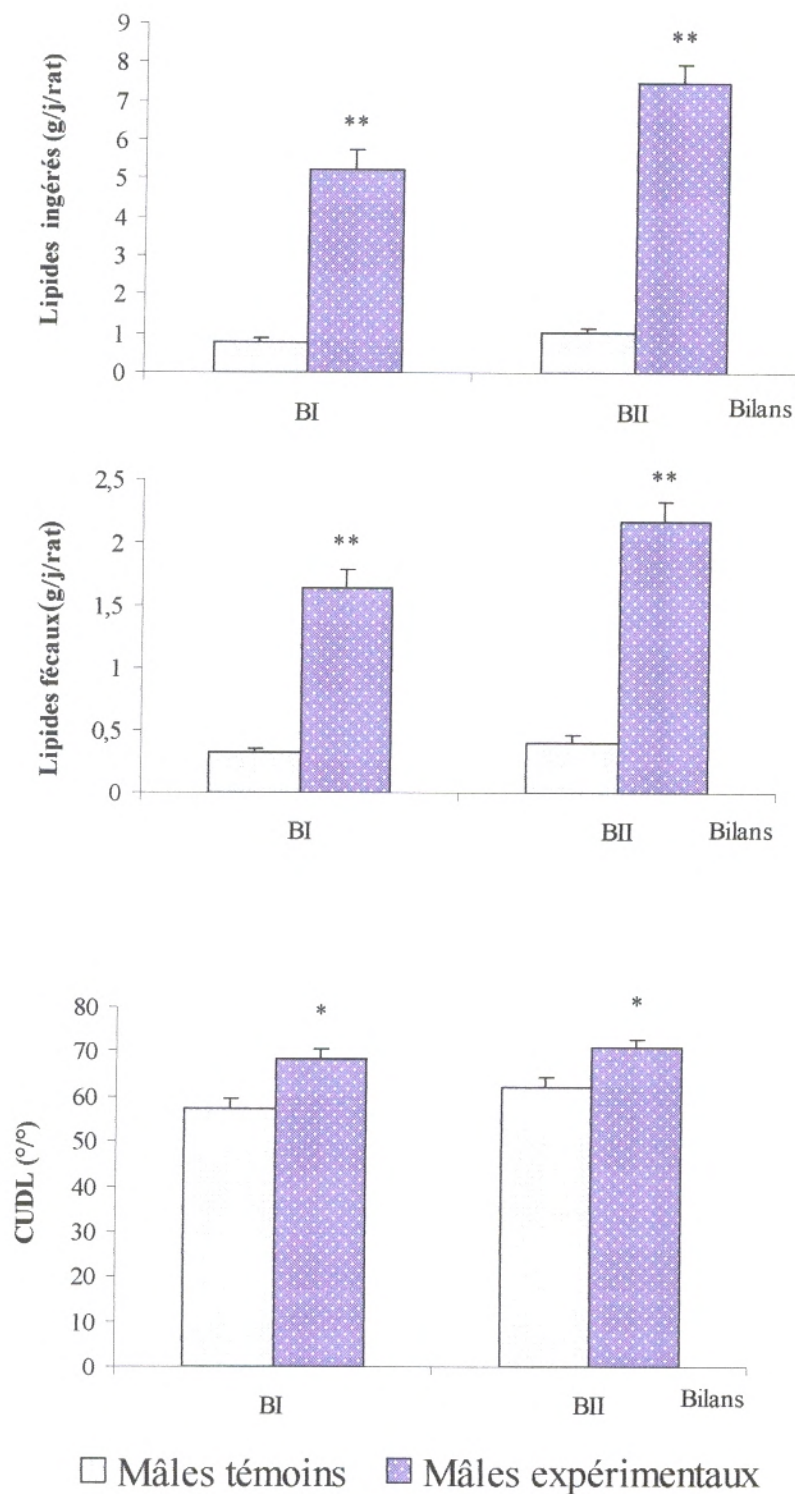 Lipides ingérés (g/j/rat)
9
8
7
6
5
4
3
2
1
0
**
**
BI
BII
Bilans
Lipides fécaux(g/j/rat)
2,5
2
1,5
1
0,5
0
**
**
BI
BII
Bilans
CUDL (°/°)
80
70
60
50
40
30
20
10
0
*
*
BI
BII
Bilans
Mâles témoins
Mâles expérimentaux